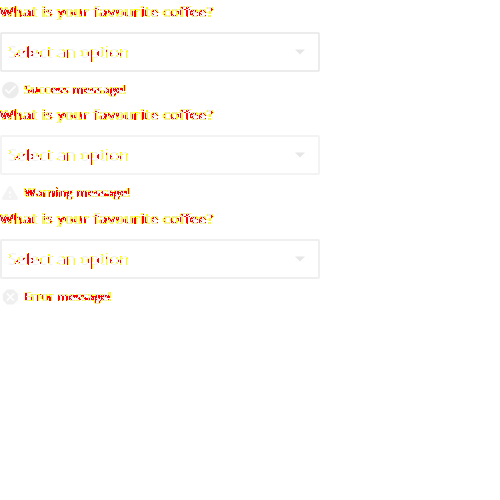 What is your favourite coffee?
Select an option
Success message!
What is your favourite coffee?
Select an option
Warning message!
What is your favourite coffee?
Select an option
Error message!